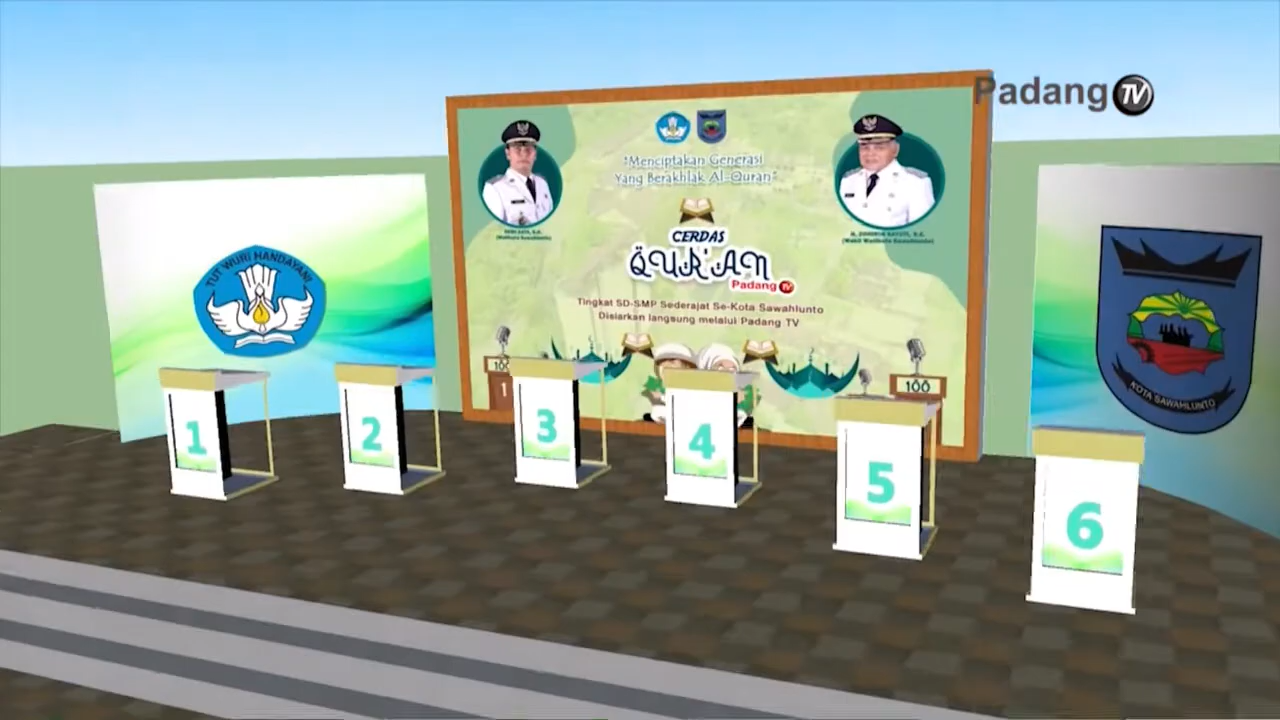 Padang TV
"Menciptakan Generasi
Yang Berakhlak Al-Quran"
CERDAS
QUR'AN
Padang TV
Tingkat SD-SMP Sederajat Se-Kota Sawahlunto
Disiarkan langsung melalui Padang TV
TUT WURI HANDAYANI
KOTA SAWAHLUNTO
100
1
100
1
2
3
4
5
6